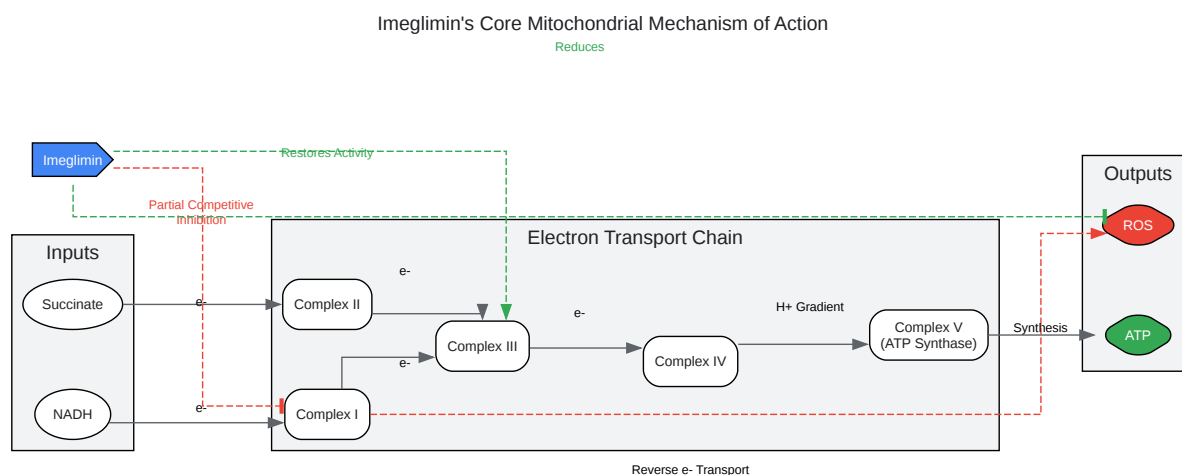 Imeglimin's Core Mitochondrial Mechanism of Action
Reduces
Imeglimin
Restores Activity
Partial Competitive
Inhibition
Outputs
ROS
Electron Transport Chain
Inputs
e-
Succinate
e-
Complex II
e-
H+ Gradient
Complex III
e-
Complex IV
Complex V
(ATP Synthase)
Synthesis
ATP
NADH
e-
Complex I
Reverse e- Transport